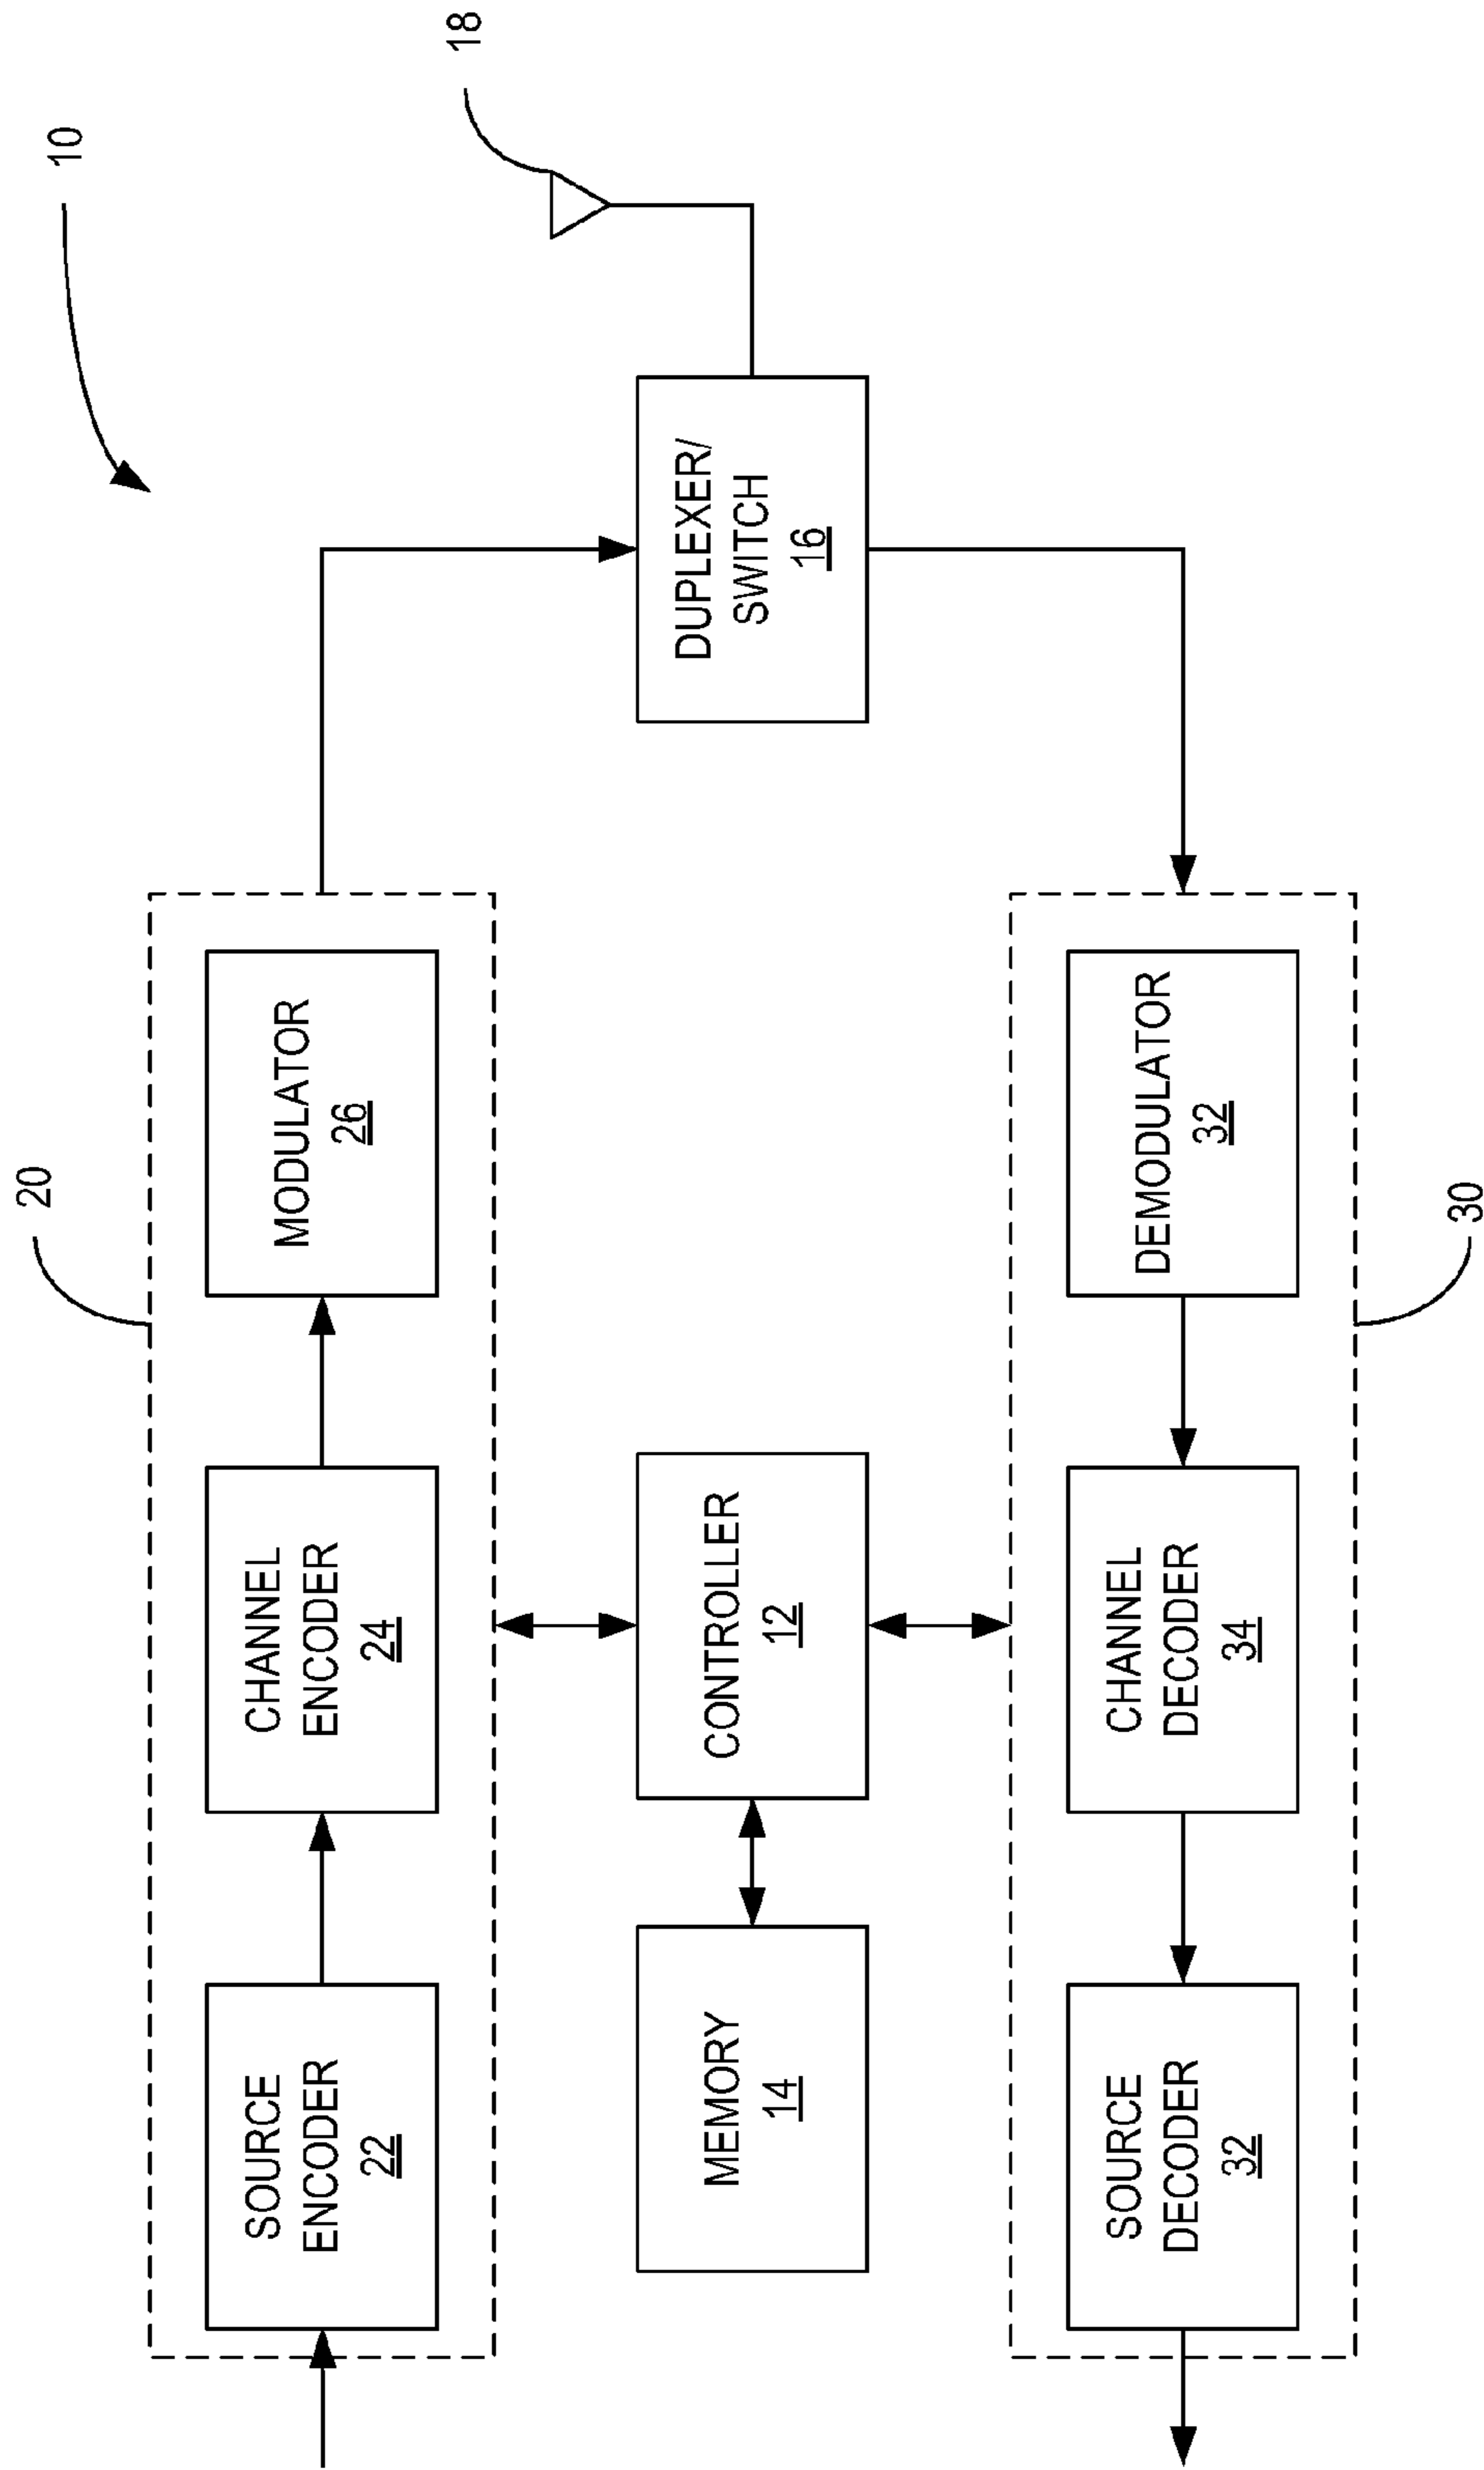 10
20
18
SOURCE
ENCODER
22
CHANNEL
ENCODER
24
MODULATOR
26
MEMORY
14
CONTROLLER
12
DUPLEXER/
SWITCH
16
SOURCE
DECODER
32
CHANNEL
DECODER
34
DEMODULATOR
32
30